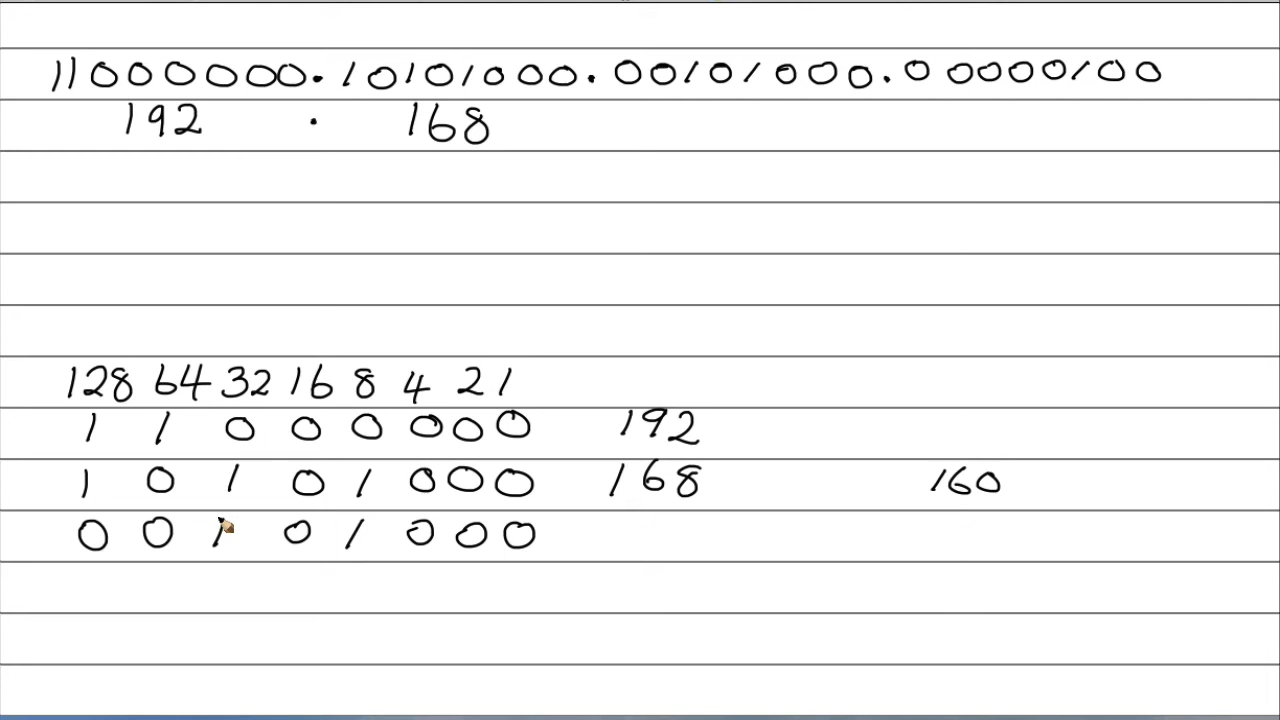 11000000.10101000.00101000.00000100
192 . 168
128 64 32 16 8 4 2 1
1 1 0 0 0 0 0 0 192
1 0 1 0 1 0 0 0 168 160
0 0 1 0 1 0 0 0